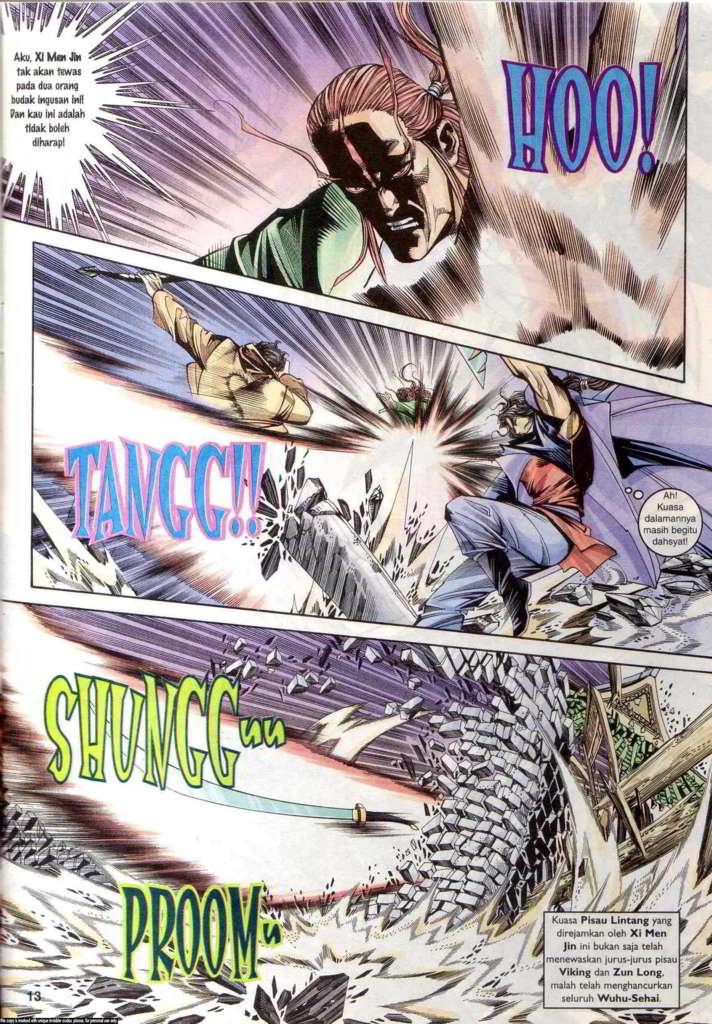 Aku, Xi Men Jin
tak akan tewas
pada dua orang
budak ingusan ini!
Dan kau ini adalah
tidak boleh
diharap!
HOO!
TANGG!!
Ah!
Kuasa
dalamannya
masih begitu
dahsyat!
SHUNGGuu
PROOMu
Kuasa Pisau Lintang yang
direjamkan oleh Xi Men
Jin ini bukan saja telah
menewaskan jurus-jurus pisau
Viking dan Zun Long,
malah telah menghancurkan
seluruh Wuhu-Sehai.
13